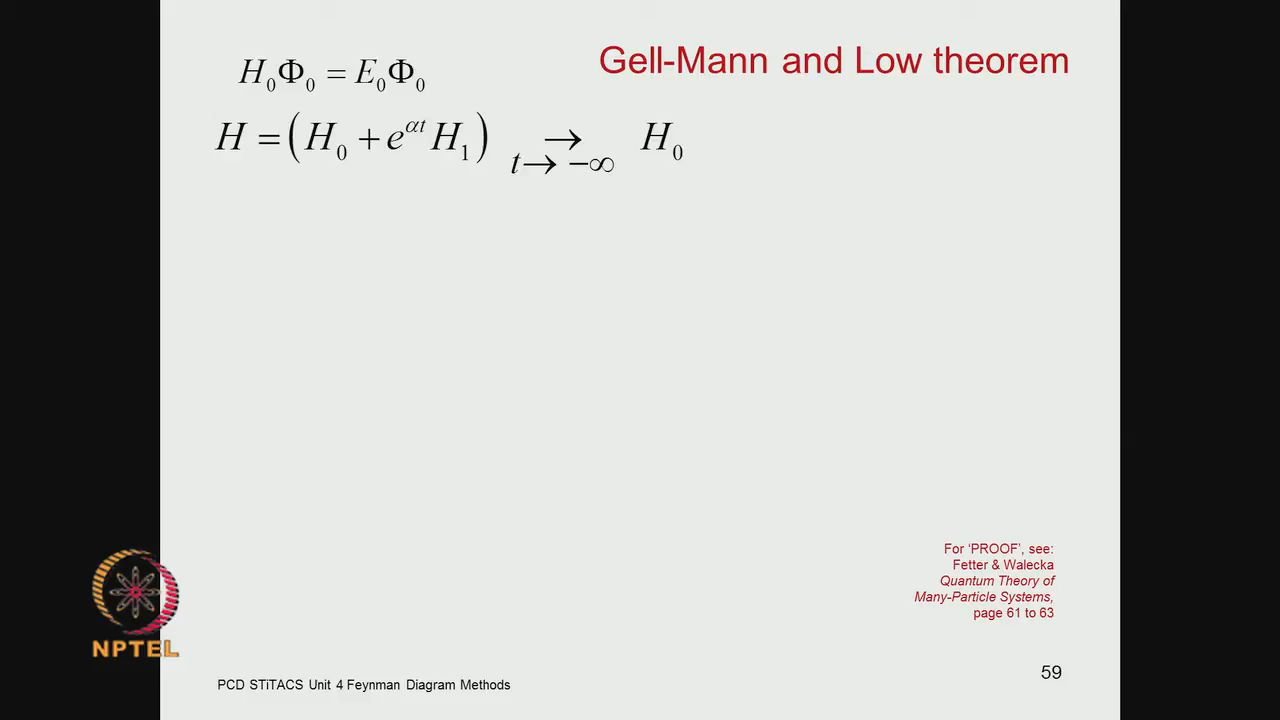 Gell-Mann and Low theorem
H₀Φ₀ = E₀Φ₀
H = (H₀ + e^{αt} H₁) → H₀
t → −∞
For ‘PROOF’, see:
Fetter & Walecka
Quantum Theory of
Many-Particle Systems,
page 61 to 63
NPTEL
PCD STiTACS Unit 4 Feynman Diagram Methods
59